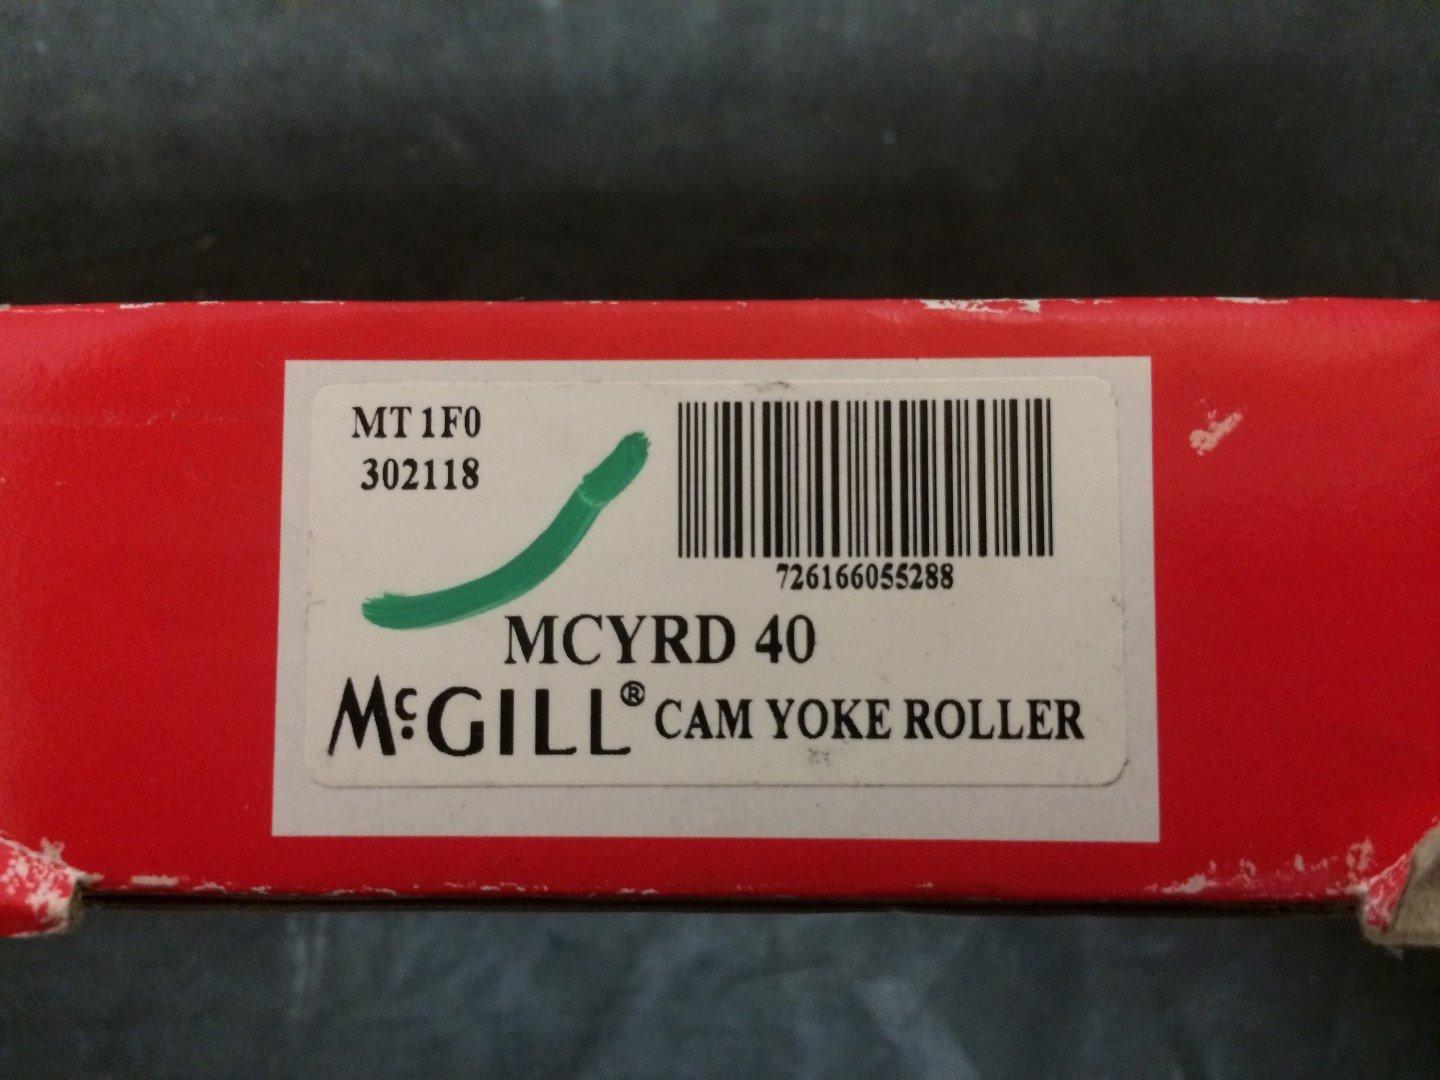 MT 1F0
302118
726166055288
MCYRD 40
McGILL® CAM YOKE ROLLER